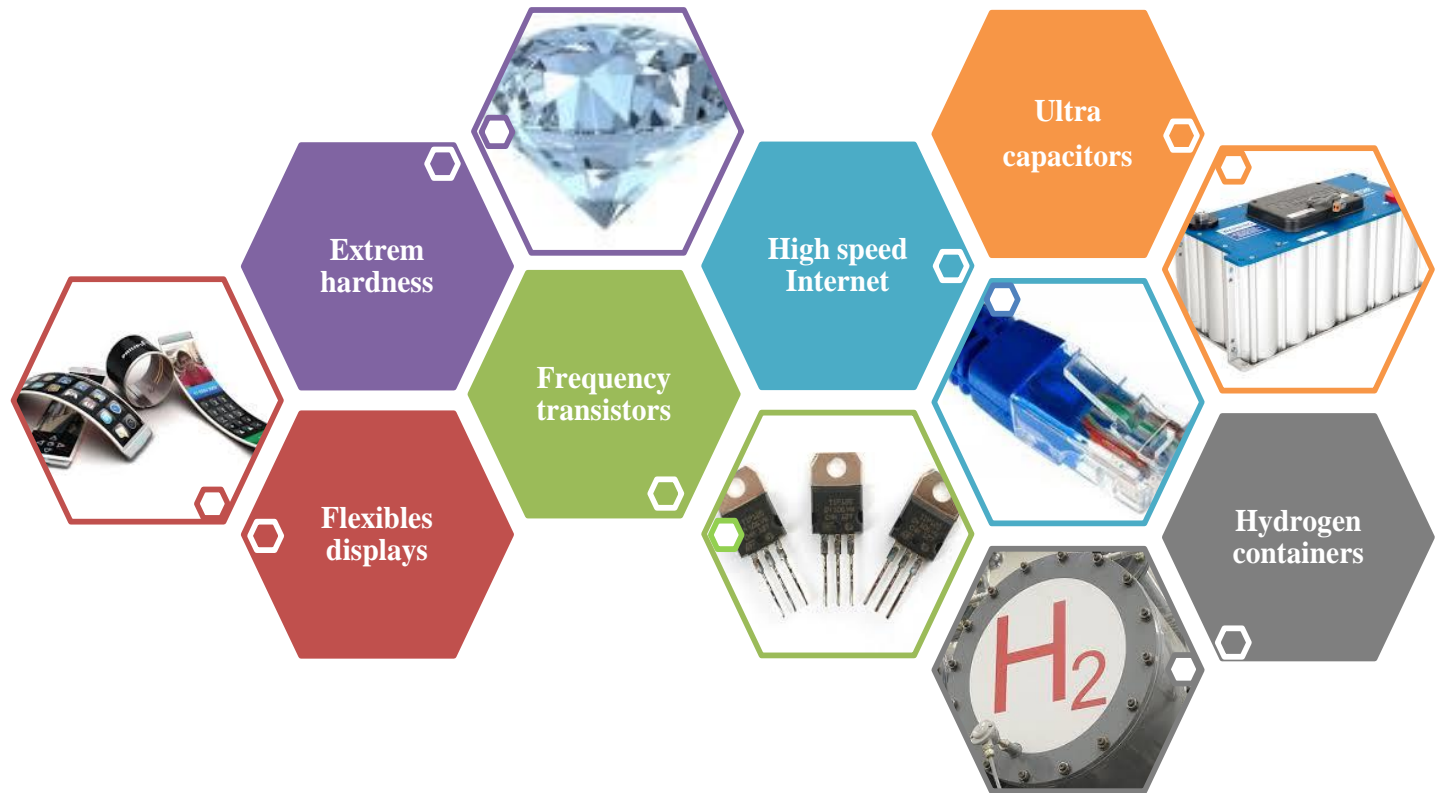 Ultra
capacitors
Extrem
hardness
High speed
Internet
Frequency
transistors
Flexibles
displays
Hydrogen
containers
H2